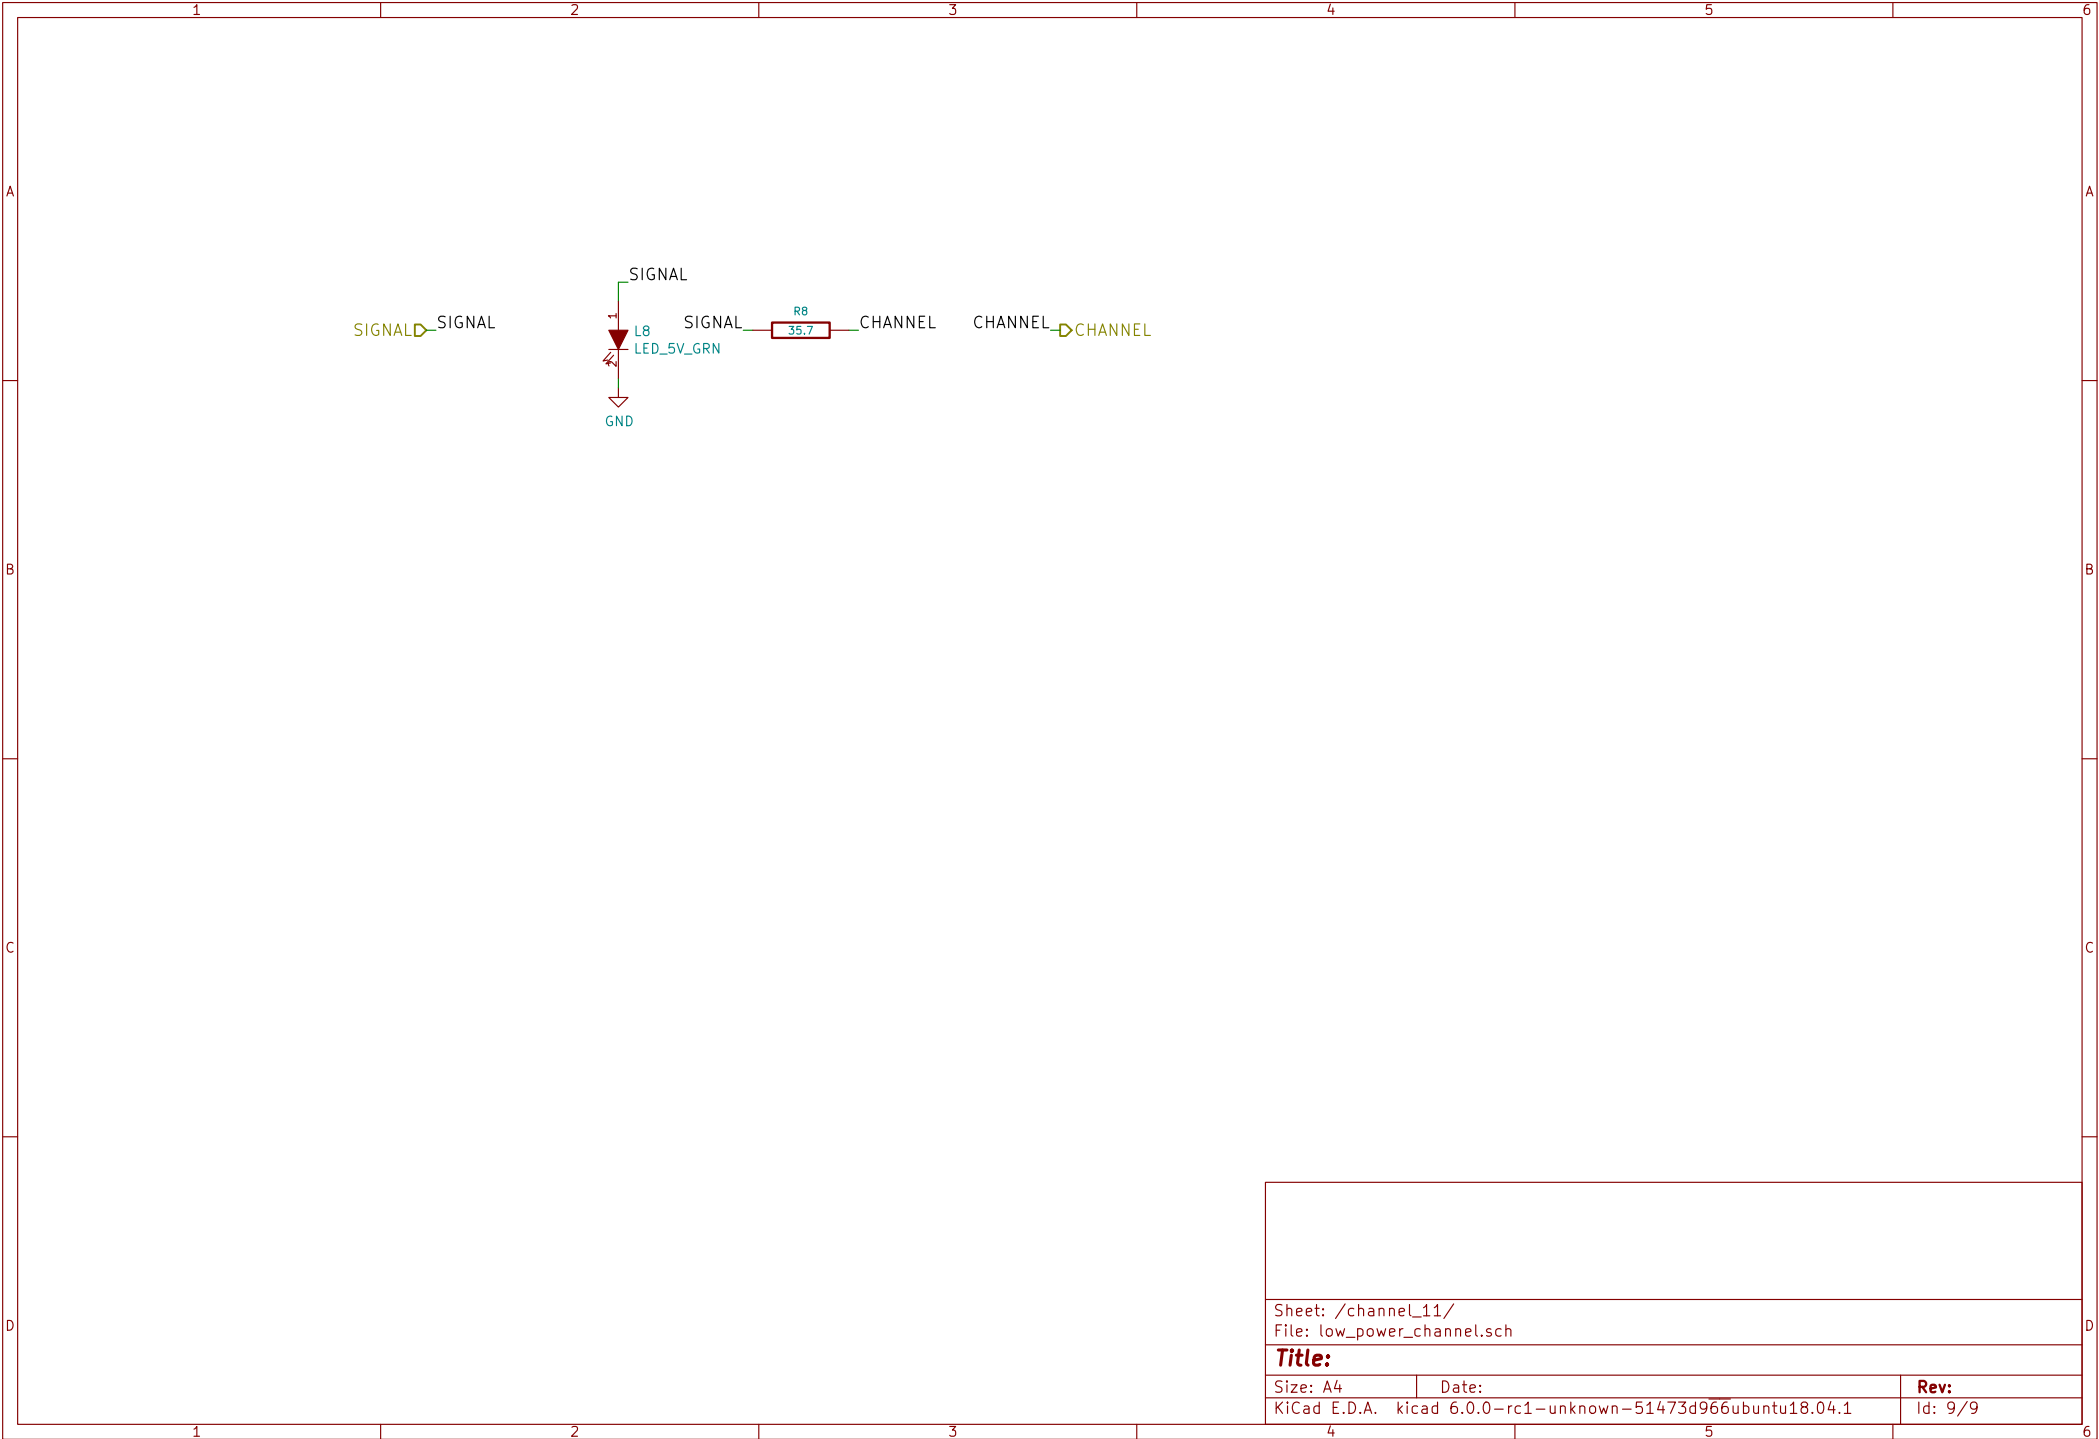 1 2 3 4 5 6
A A
SIGNAL
R8
SIGNAL SIGNAL 1 L8 SIGNAL 35.7 CHANNEL CHANNEL CHANNEL
LED_5V_GRN
2
GND
B B
C C
Sheet: /channel_11/
File: low_power_channel.sch
D D
Title:
Size: A4 Date: Rev:
KiCad E.D.A. kicad 6.0.0-rc1-unknown-51473d966ubuntu18.04.1 Id: 9/9
1 2 3 4 5 6